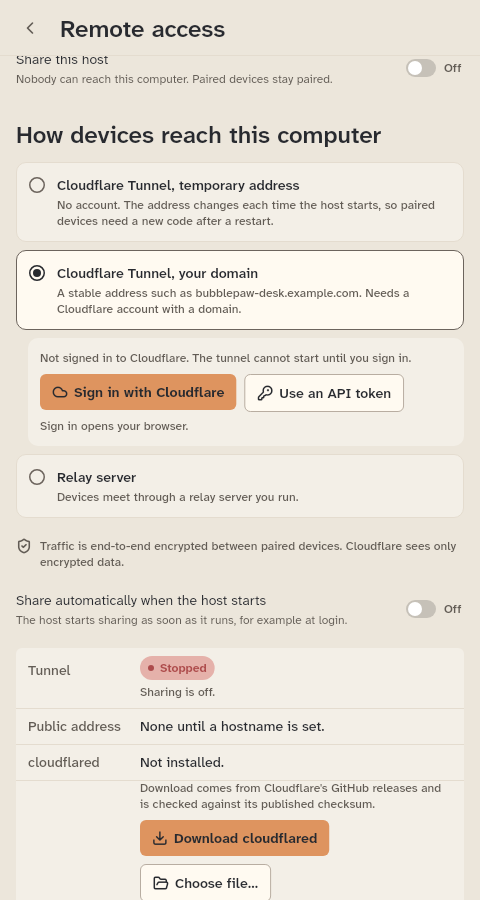 Remote access
Share this host
Nobody can reach this computer. Paired devices stay paired.
Off
How devices reach this computer
Cloudflare Tunnel, temporary address
No account. The address changes each time the host starts, so paired
devices need a new code after a restart.
Cloudflare Tunnel, your domain
A stable address such as bubblepaw-desk.example.com. Needs a
Cloudflare account with a domain.
Not signed in to Cloudflare. The tunnel cannot start until you sign in.
Sign in with Cloudflare
Use an API token
Sign in opens your browser.
Relay server
Devices meet through a relay server you run.
Traffic is end-to-end encrypted between paired devices. Cloudflare sees only
encrypted data.
Share automatically when the host starts
The host starts sharing as soon as it runs, for example at login.
Off
Tunnel
Stopped
Sharing is off.
Public address
None until a hostname is set.
cloudflared
Not installed.
Download comes from Cloudflare's GitHub releases and
is checked against its published checksum.
Download cloudflared
Choose file...